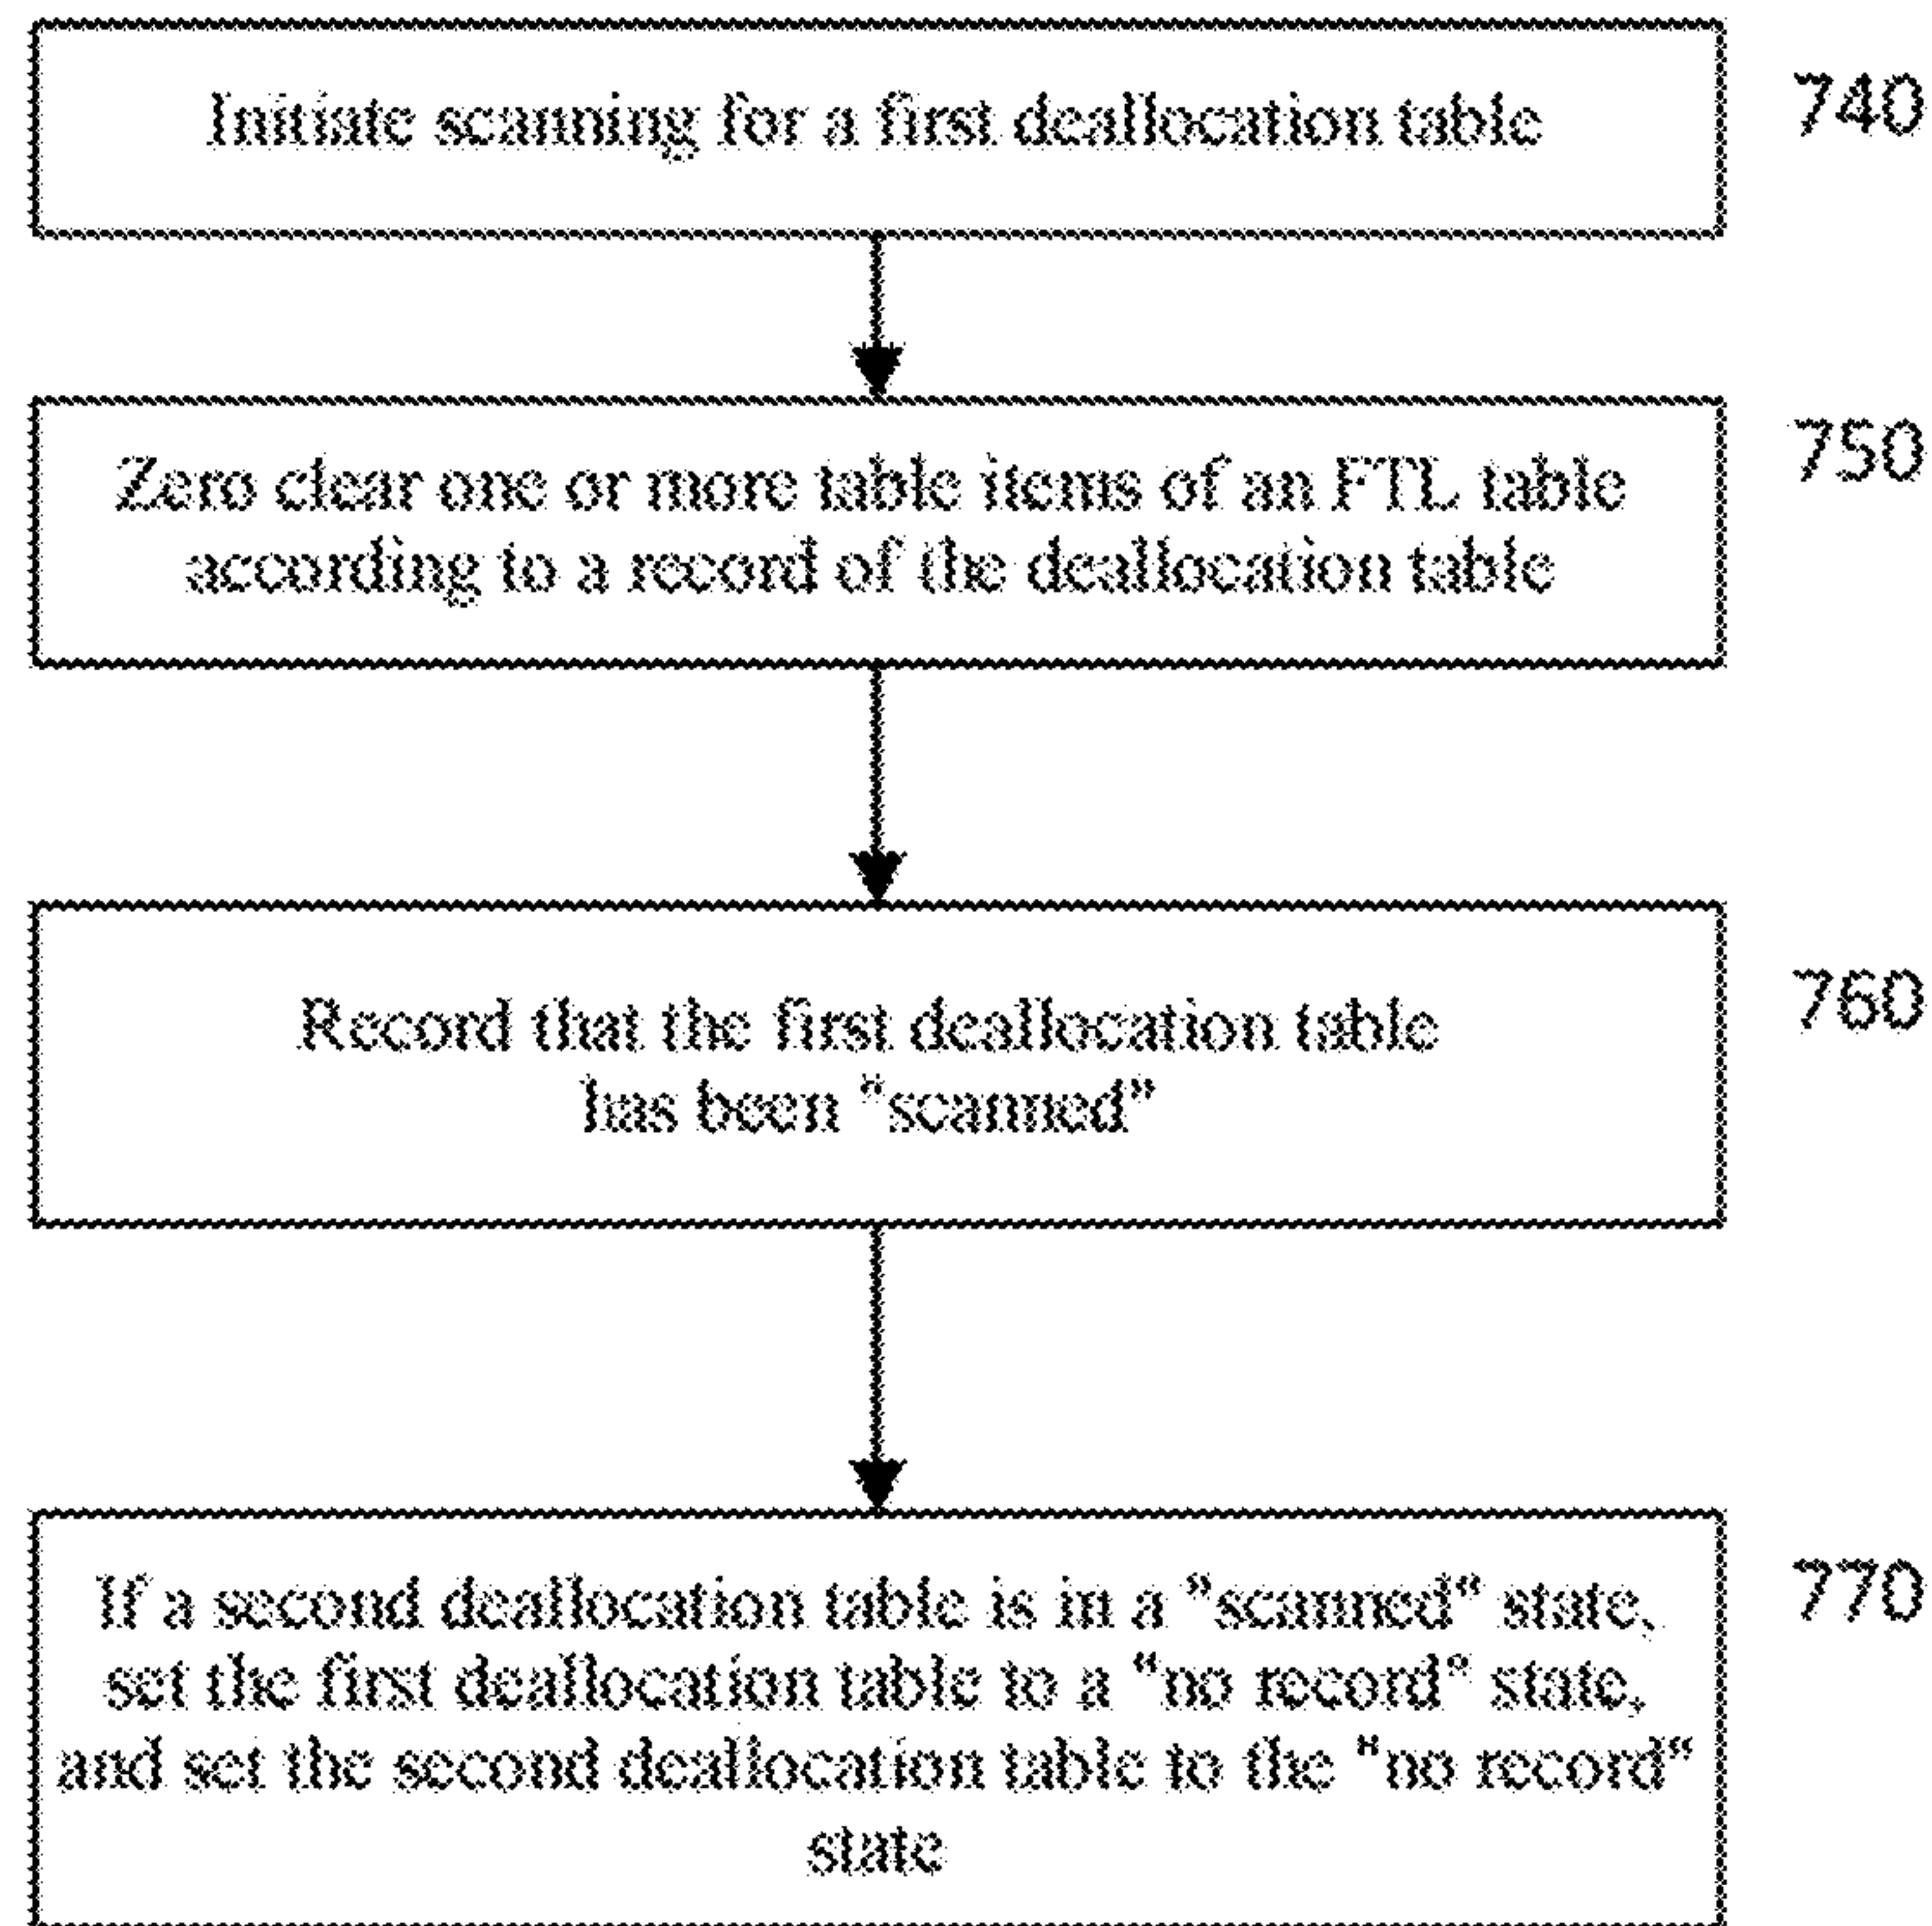 Initiate scanning for a first deallocation table
740
Zero clear one or more table items of an FTL table
according to a record of the deallocation table
750
Record that the first deallocation table
has been "scanned"
760
If a second deallocation table is in a "scanned" state,
set the first deallocation table to a "no record" state,
and set the second deallocation table to the "no record"
state
770